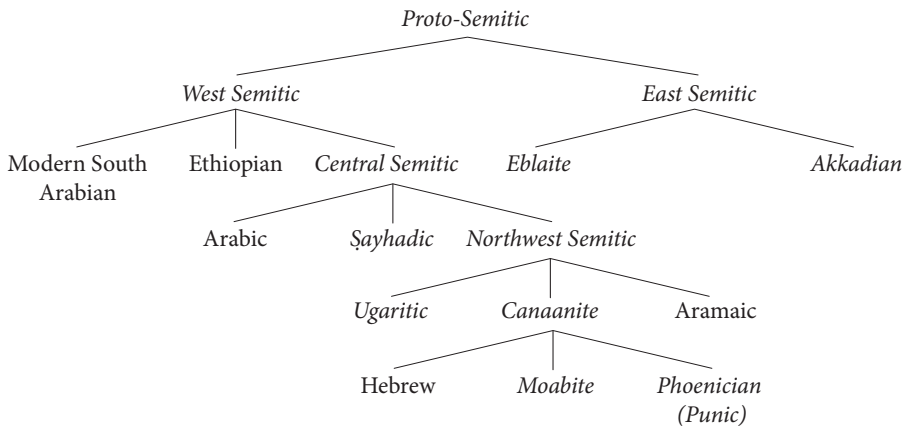 Proto-Semitic
West Semitic East Semitic
Modern South Arabian Ethiopian Central Semitic Eblaite Akkadian
Arabic Ṣayhadic Northwest Semitic
Ugaritic Canaanite Aramaic
Hebrew Moabite Phoenician (Punic)